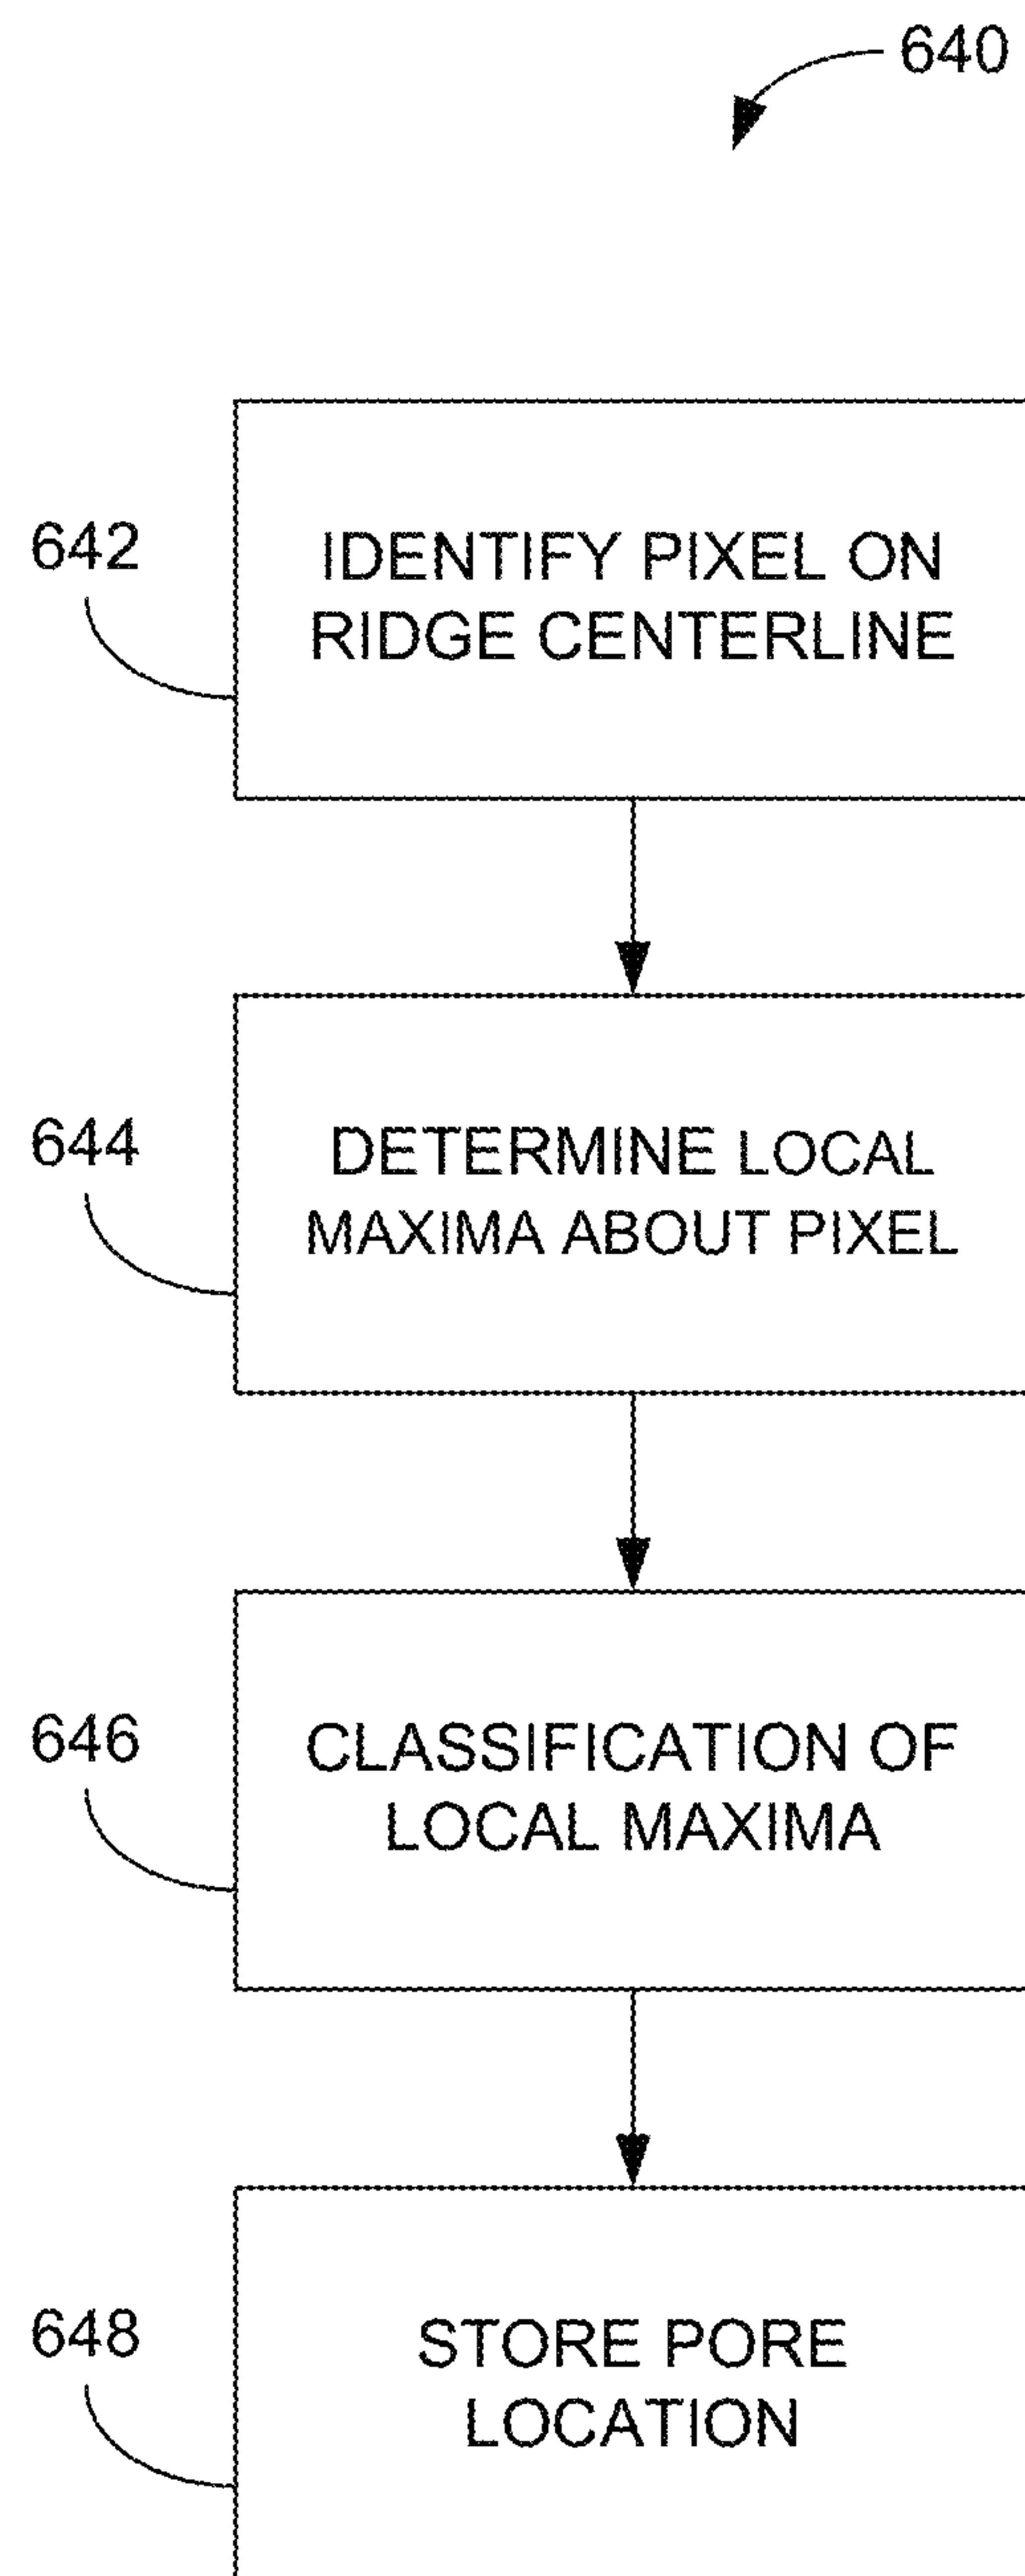 640
642
IDENTIFY PIXEL ON
RIDGE CENTERLINE
644
DETERMINE LOCAL
MAXIMA ABOUT PIXEL
646
CLASSIFICATION OF
LOCAL MAXIMA
648
STORE PORE
LOCATION